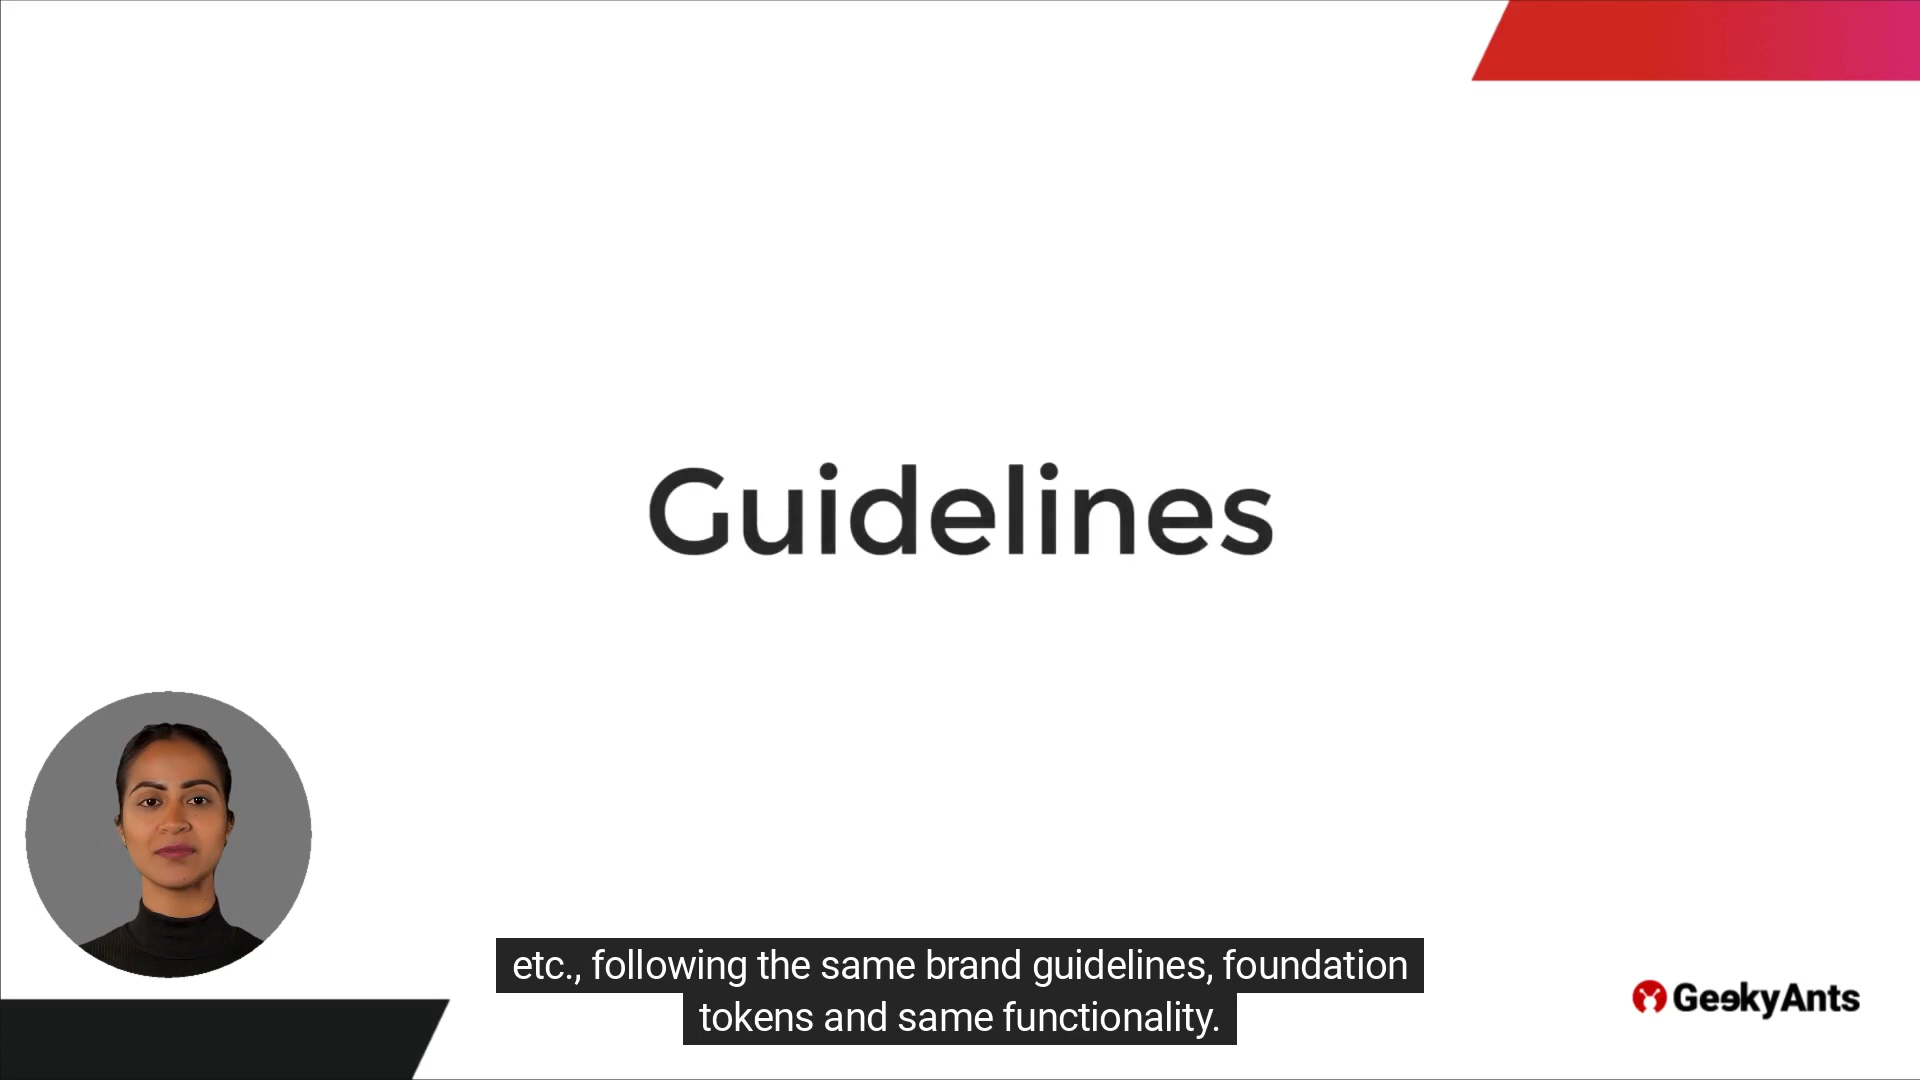 Guidelines
etc., following the same brand guidelines, foundation
tokens and same functionality.
GeekyAnts